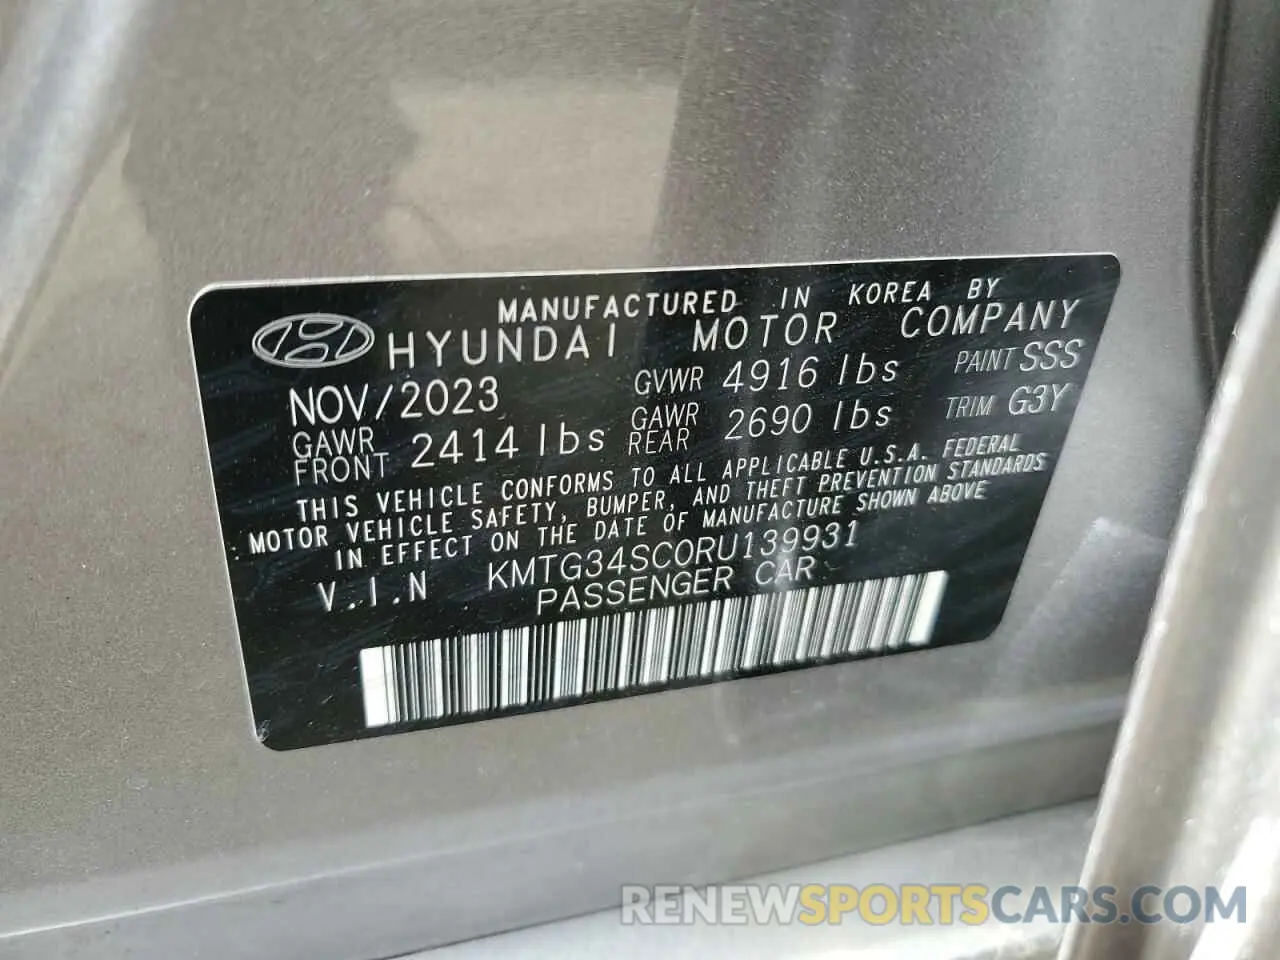 MANUFACTURED IN KOREA BY
HYUNDAI MOTOR COMPANY
NOV/2023 GVWR 4916 lbs PAINT SSS
GAWR FRONT 2414 lbs GAWR REAR 2690 lbs TRIM G3Y
THIS VEHICLE CONFORMS TO ALL APPLICABLE U.S.A. FEDERAL
MOTOR VEHICLE SAFETY, BUMPER, AND THEFT PREVENTION STANDARDS
IN EFFECT ON THE DATE OF MANUFACTURE SHOWN ABOVE
V.I.N KMTG34SC0RU139931
PASSENGER CAR
RENEWSPORTSCARS.COM